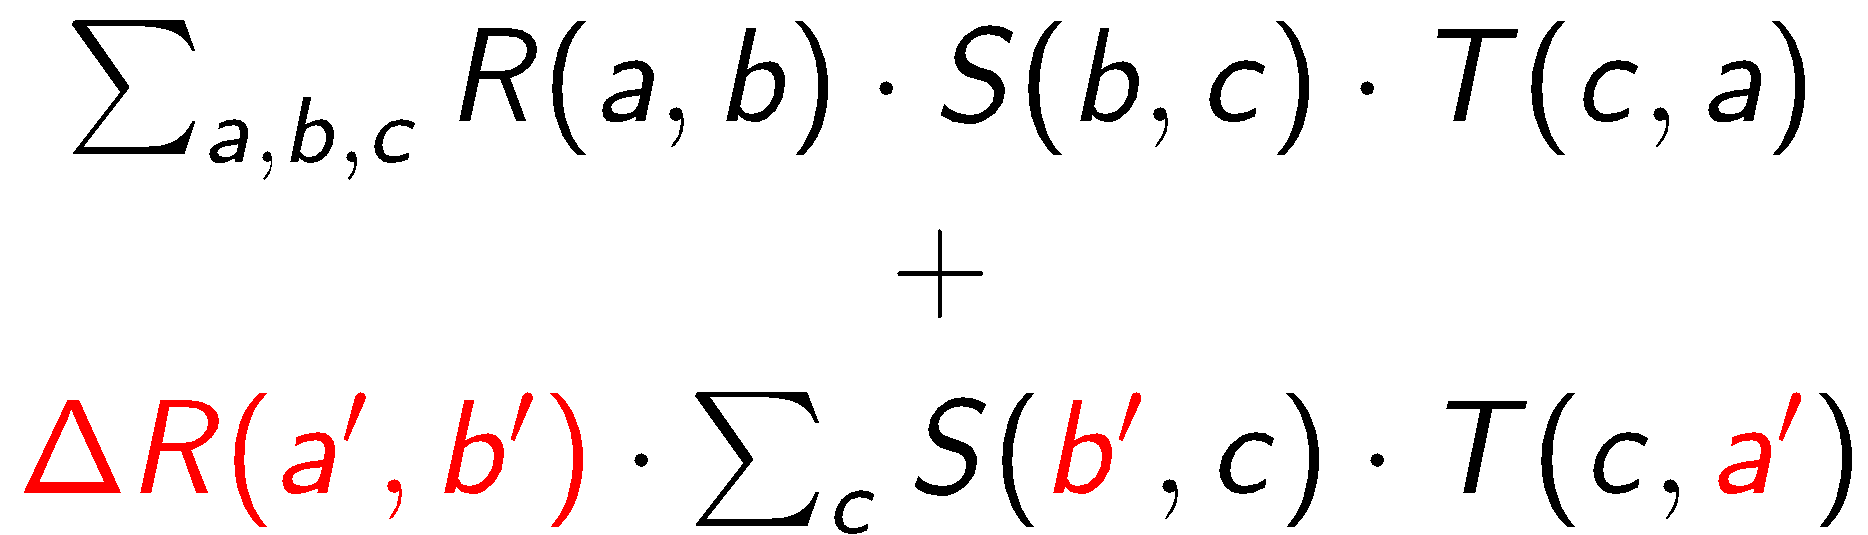 ∑a,b,c R(a, b) · S(b, c) · T(c, a)
+
ΔR(a′, b′) · ∑c S(b′, c) · T(c, a′)